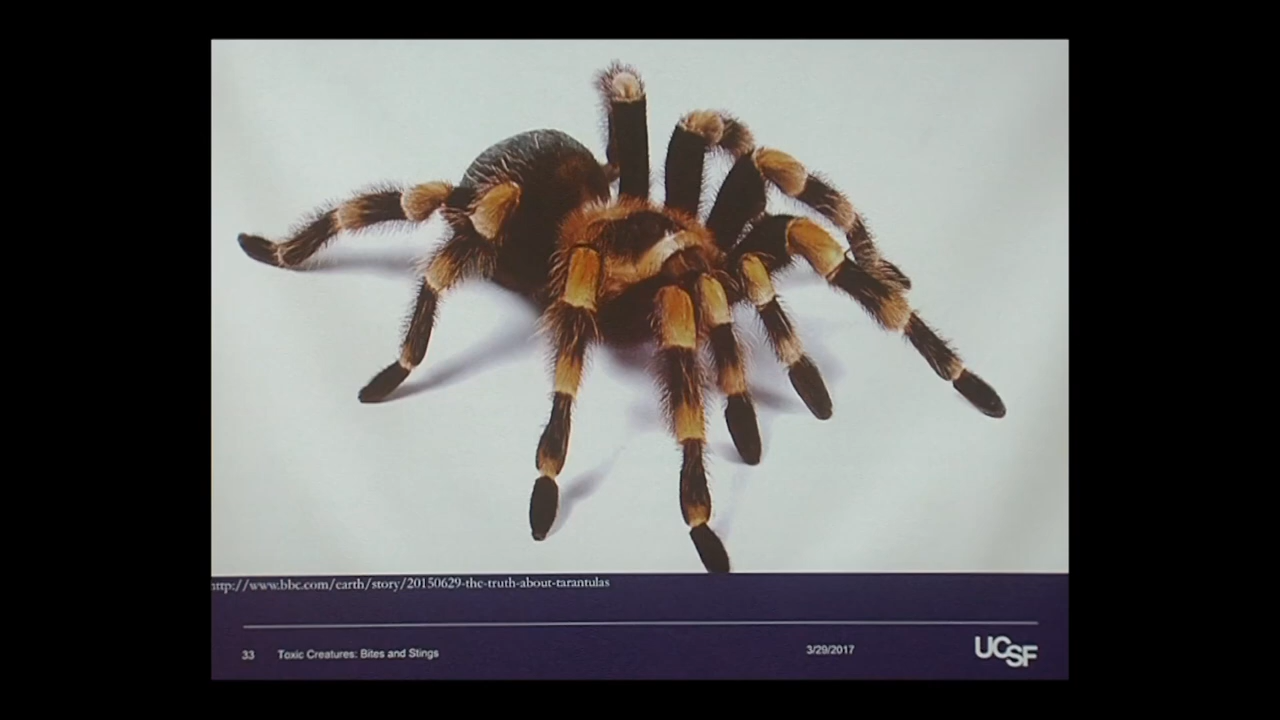 http://www.bbc.com/earth/story/20150629-the-truth-about-tarantulas
33 Toxic Creatures: Bites and Stings 3/29/2017 UCSF